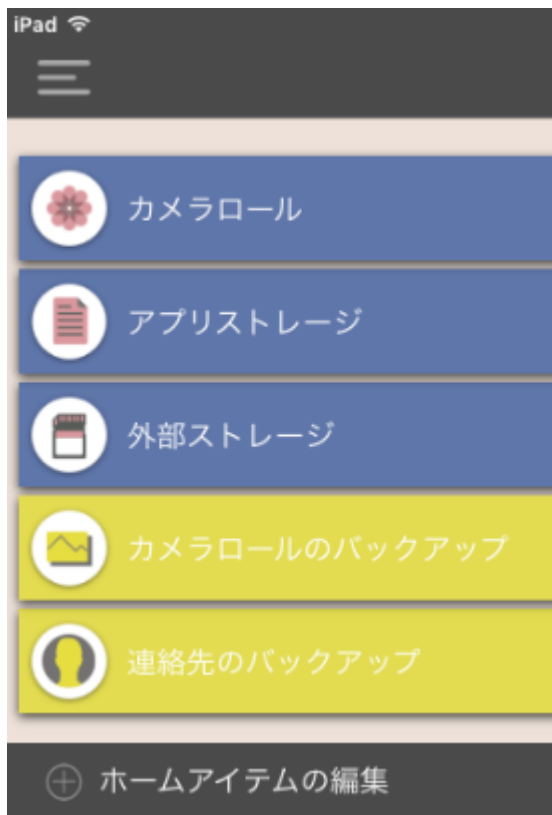 iPad
カメラロール
アプリストレージ
外部ストレージ
カメラロールのバックアップ
連絡先のバックアップ
ホームアイテムの編集